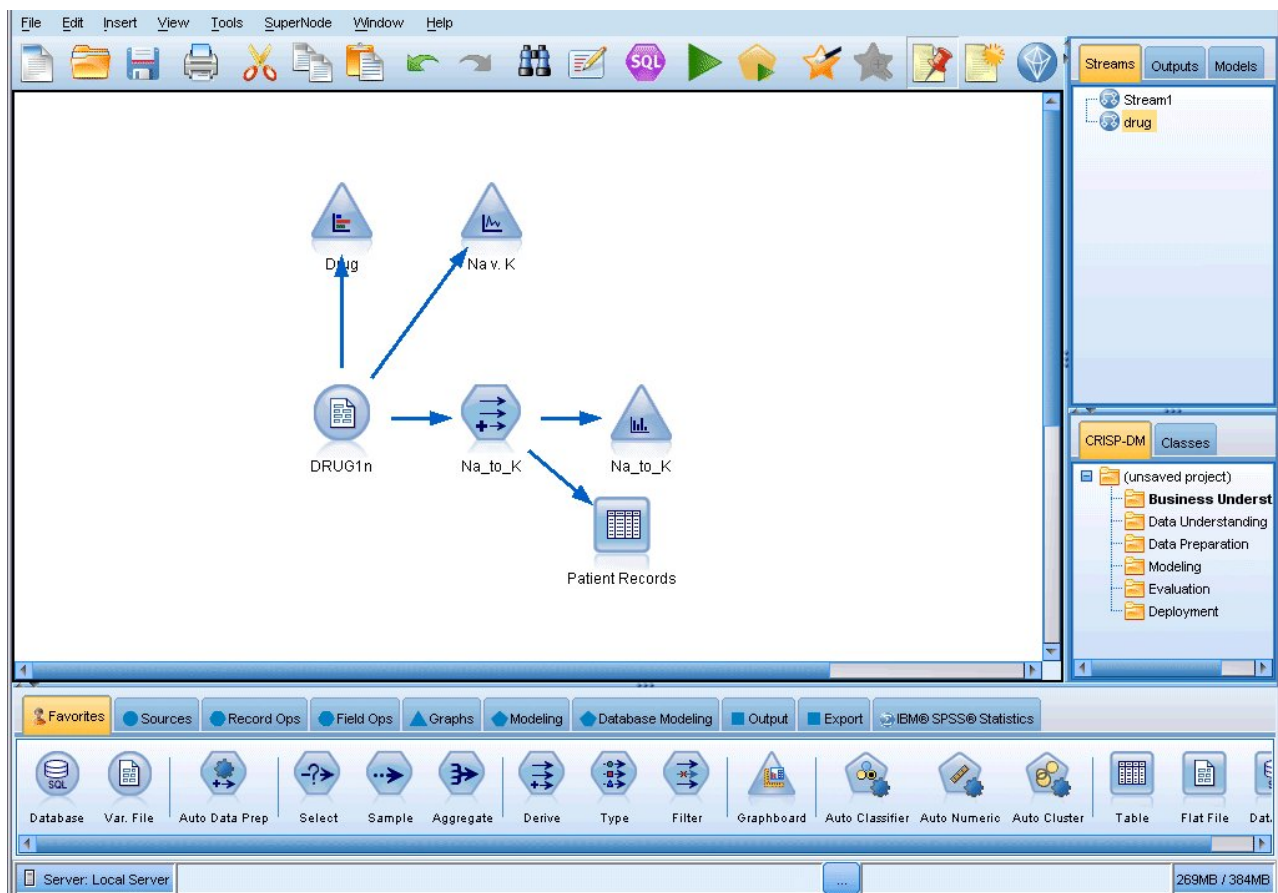 File Edit Insert View Tools SuperNode Window Help
SQL
Streams Outputs Models
Stream1
drug
Drug
Na v. K
DRUG1n
Na_to_K
Na_to_K
Patient Records
CRISP-DM Classes
(unsaved project)
Business Underst
Data Understanding
Data Preparation
Modeling
Evaluation
Deployment
Favorites Sources Record Ops Field Ops Graphs Modeling Database Modeling Output Export IBM® SPSS® Statistics
SQL
Database Var. File Auto Data Prep Select Sample Aggregate Derive Type Filter Graphboard Auto Classifier Auto Numeric Auto Cluster Table Flat File Dat
Server: Local Server ... 269MB / 384MB